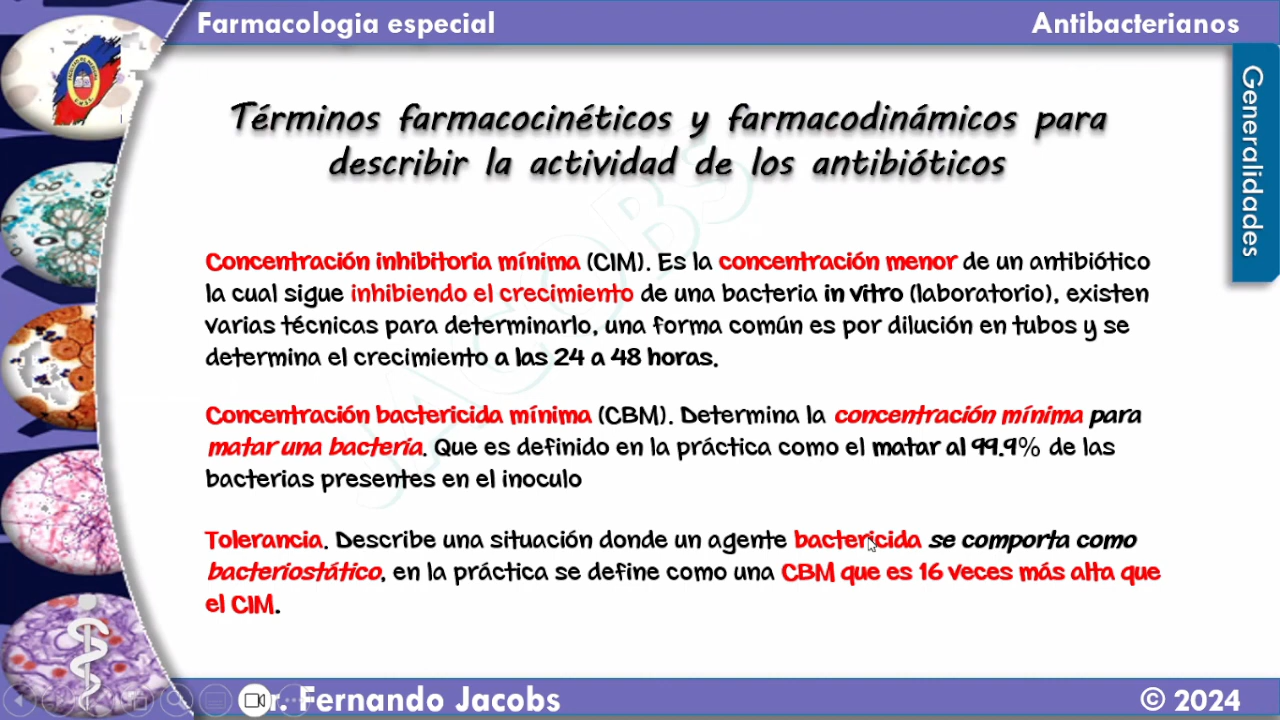 Farmacologia especial
Antibacterianos
Generalidades
Términos farmacocinéticos y farmacodinámicos para
describir la actividad de los antibióticos
Concentración inhibitoria mínima (CIM). Es la concentración menor de un antibiótico
la cual sigue inhibiendo el crecimiento de una bacteria in vitro (laboratorio), existen
varias técnicas para determinarlo, una forma común es por dilución en tubos y se
determina el crecimiento a las 24 a 48 horas.
Concentración bactericida mínima (CBM). Determina la concentración mínima para
matar una bacteria. Que es definido en la práctica como el matar al 99.9% de las
bacterias presentes en el inoculo
Tolerancia. Describe una situación donde un agente bactericida se comporta como
bacteriostático, en la práctica se define como una CBM que es 16 veces más alta que
el CIM.
JACOBS
Dr. Fernando Jacobs
© 2024